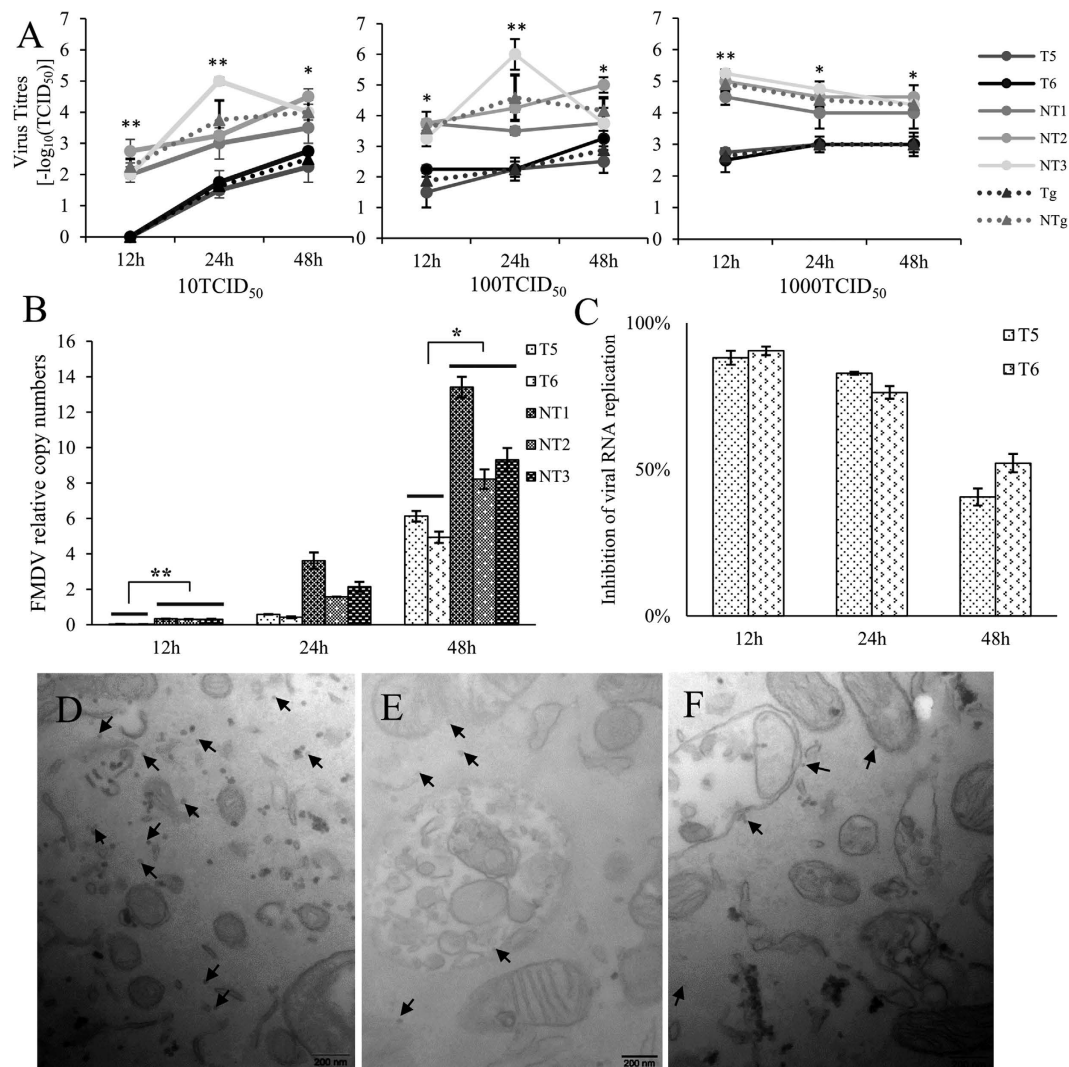 A
Virus Titres
[-log₁₀(TCID₅₀)]
7
6
5
4
3
2
1
0
**
**
*
12h
24h
48h
10TCID₅₀
7
6
5
4
3
2
1
0
*
**
*
12h
24h
48h
100TCID₅₀
7
6
5
4
3
2
1
0
**
*
*
12h
24h
48h
1000TCID₅₀
T5
T6
NT1
NT2
NT3
Tg
NTg
B
FMDV relative copy numbers
16
14
12
10
8
6
4
2
0
**
*
12h
24h
48h
T5
T6
NT1
NT2
NT3
C
Inhibition of viral RNA replication
100%
50%
0%
12h
24h
48h
T5
T6
D
200 nm
E
200 nm
F